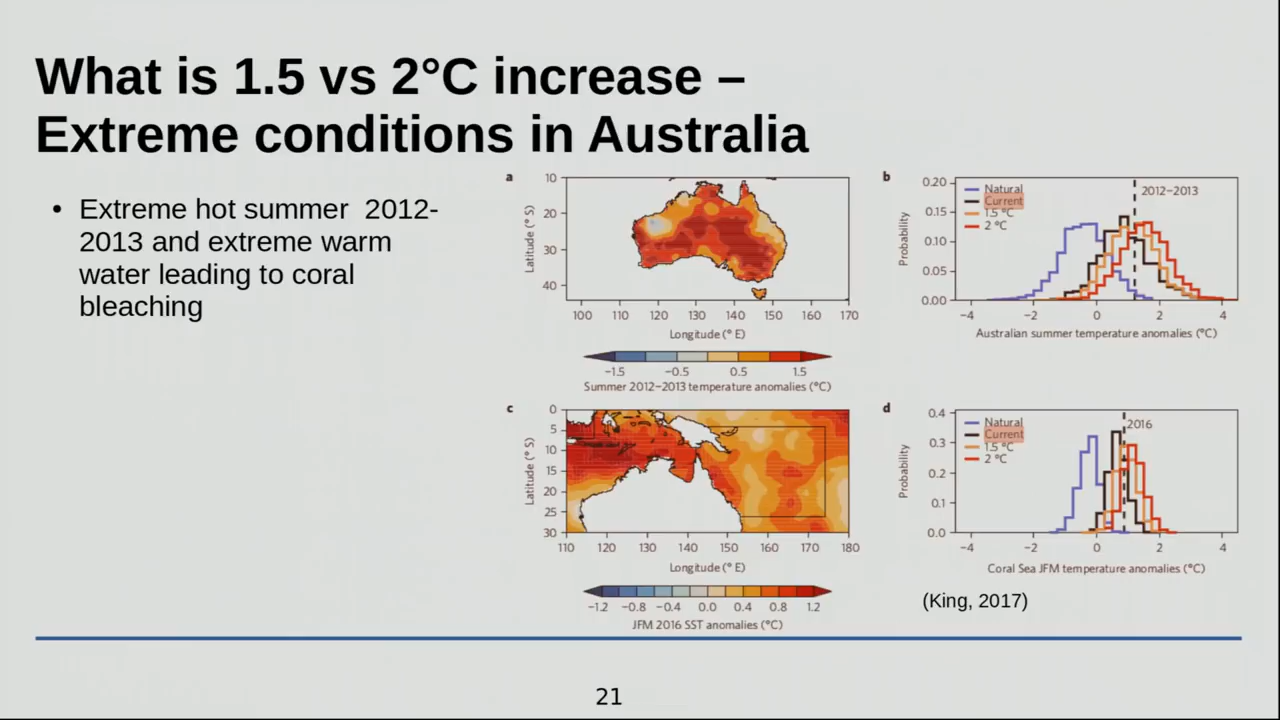 What is 1.5 vs 2°C increase –
Extreme conditions in Australia
• Extreme hot summer  2012-
2013 and extreme warm
water leading to coral
bleaching
a
10
20
30
40
Latitude (° S)
100 110 120 130 140 150 160 170
Longitude (° E)
−1.5 −0.5 0.5 1.5
Summer 2012−2013 temperature anomalies (°C)
b
0.20
0.15
0.10
0.05
0.00
Probability
Natural
Current
1.5 °C
2 °C
2012−2013
−4 −2 0 2 4
Australian summer temperature anomalies (°C)
c
0
5
10
15
20
25
30
Latitude (° S)
110 120 130 140 150 160 170 180
Longitude (° E)
−1.2 −0.8 −0.4 0.0 0.4 0.8 1.2
JFM 2016 SST anomalies (°C)
d
0.4
0.3
0.2
0.1
0.0
Probability
Natural
Current
1.5 °C
2 °C
2016
−4 −2 0 2 4
Coral Sea JFM temperature anomalies (°C)
(King, 2017)
21